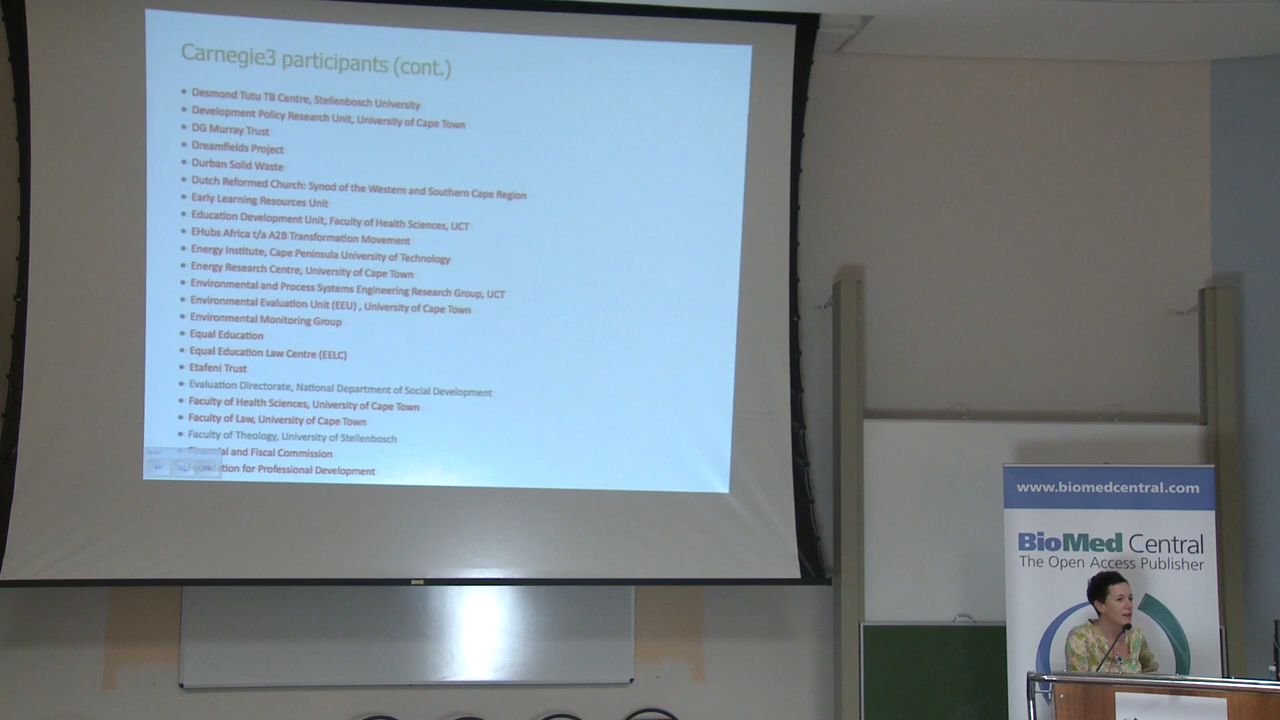 Carnegie3 participants (cont.)
• Desmond Tutu TB Centre, Stellenbosch University
• Development Policy Research Unit, University of Cape Town
• DG Murray Trust
• Dreamfields Project
• Durban Solid Waste
• Dutch Reformed Church: Synod of the Western and Southern Cape Region
• Early Learning Resources Unit
• Education Development Unit, Faculty of Health Sciences, UCT
• EHubs Africa t/a A2B Transformation Movement
• Energy Institute, Cape Peninsula University of Technology
• Energy Research Centre, University of Cape Town
• Environmental and Process Systems Engineering Research Group, UCT
• Environmental Evaluation Unit (EEU) , University of Cape Town
• Environmental Monitoring Group
• Equal Education
• Equal Education Law Centre (EELC)
• Etafeni Trust
• Evaluation Directorate, National Department of Social Development
• Faculty of Health Sciences, University of Cape Town
• Faculty of Law, University of Cape Town
• Faculty of Theology, University of Stellenbosch
Financial and Fiscal Commission
Foundation for Professional Development
www.biomedcentral.com
BioMed Central
The Open Access Publisher